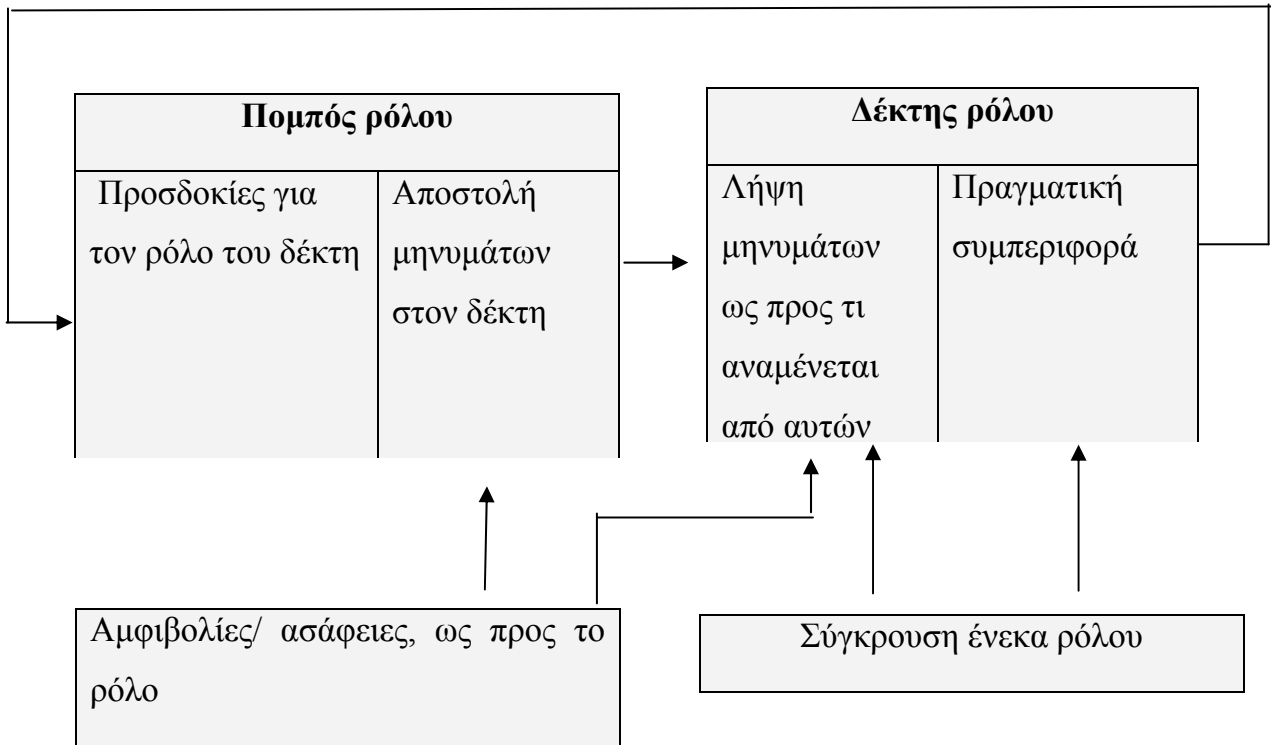 Πομπός ρόλου
Προσδοκίες για
τον ρόλο του δέκτη
Αποστολή
μηνυμάτων
στον δέκτη
Δέκτης ρόλου
Λήψη
μηνυμάτων
ως προς τι
αναμένεται
από αυτών
Πραγματική
συμπεριφορά
Αμφιβολίες/ ασάφειες, ως προς το
ρόλο
Σύγκρουση ένεκα ρόλου